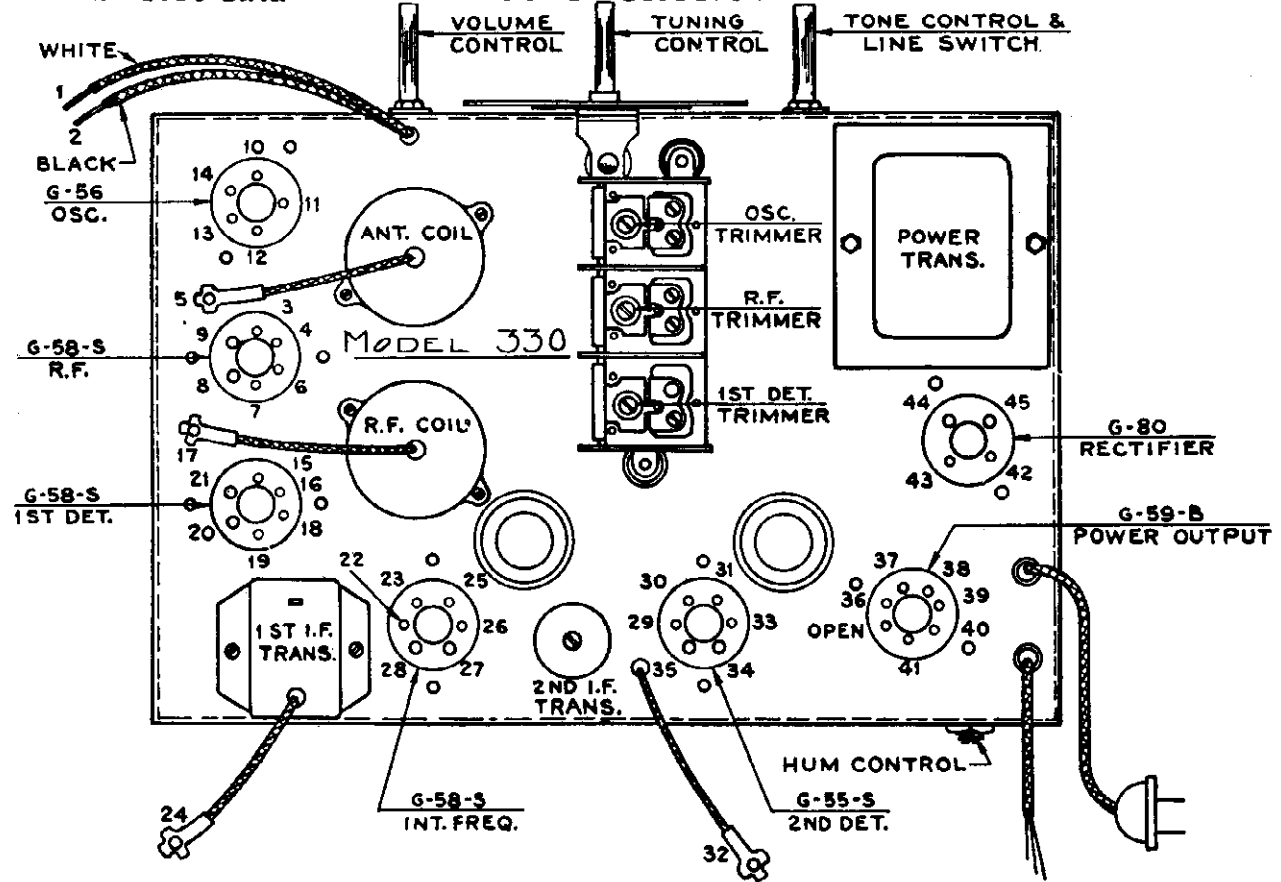 VOLUME
CONTROL
TUNING
CONTROL
TONE CONTROL &
LINE SWITCH
WHITE
1
2
BLACK
10
14
11
13
12
G-56
OSC.
ANT. COIL
OSC.
TRIMMER
POWER
TRANS.
5
3
9
4
8
6
7
G-58-S
R.F.
MODEL 330
R.F.
TRIMMER
1ST DET.
TRIMMER
R.F. COIL
17
15
21
16
20
18
19
G-58-S
1ST DET.
44
45
43
42
G-80
RECTIFIER
G-59-B
POWER OUTPUT
22
23
25
26
28
27
1ST I.F.
TRANS.
30
31
29
33
35
34
2ND I.F.
TRANS.
37
38
36
39
OPEN
40
41
HUM CONTROL
24
G-58-S
INT. FREQ.
G-55-S
2ND DET.
32